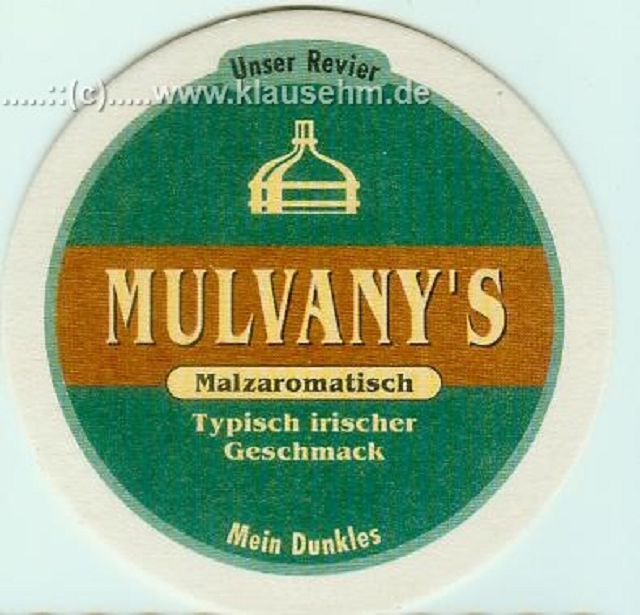 Unser Revier
.....::(c).....www.klausehm.de
MULVANY'S
Malzaromatisch
Typisch irischer
Geschmack
Mein Dunkles